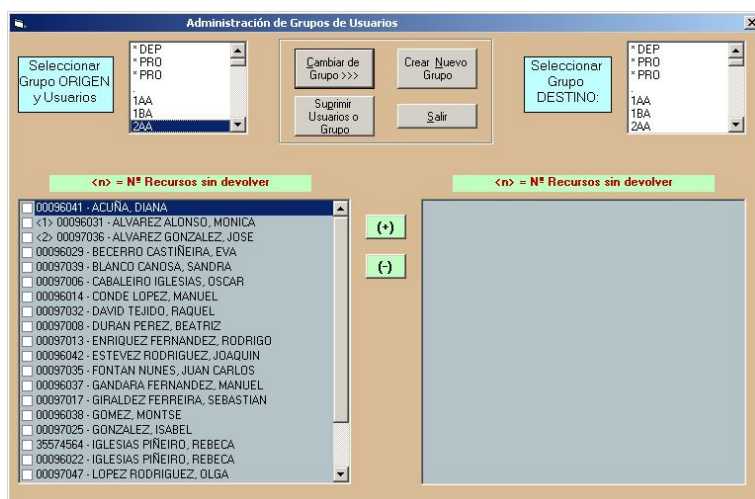 Administración de Grupos de Usuarios
Seleccionar
Grupo ORIGEN
y Usuarios
* DEP
* PRO
* PRO
.
1AA
1BA
2AA
Cambiar de
Grupo >>>
Crear Nuevo
Grupo
Suprimir
Usuarios o
Grupo
Salir
Seleccionar
Grupo
DESTINO:
* DEP
* PRO
* PRO
.
1AA
1BA
2AA
<n> = Nº Recursos sin devolver
<n> = Nº Recursos sin devolver
00096041 - ACUÑA, DIANA
<1> 00096031 - ALVAREZ ALONSO, MONICA
<2> 00097036 - ALVAREZ GONZALEZ, JOSE
00096029 - BECERRO CASTIÑEIRA, EVA
00097039 - BLANCO CANOSA, SANDRA
00097006 - CABALEIRO IGLESIAS, OSCAR
00096014 - CONDE LOPEZ, MANUEL
00097032 - DAVID TEJIDO, RAQUEL
00097008 - DURAN PEREZ, BEATRIZ
00097013 - ENRIQUEZ FERNANDEZ, RODRIGO
00096042 - ESTEVEZ RODRIGUEZ, JOAQUIN
00097035 - FONTAN NUNES, JUAN CARLOS
00096037 - GANDARA FERNANDEZ, MANUEL
00097017 - GIRALDEZ FERREIRA, SEBASTIAN
00096038 - GOMEZ, MONTSE
00097025 - GONZALEZ, ISABEL
35574564 - IGLESIAS PIÑEIRO, REBECA
00096022 - IGLESIAS PIÑEIRO, REBECA
00097047 - LOPEZ RODRIGUEZ, OLGA
(+)
(-)